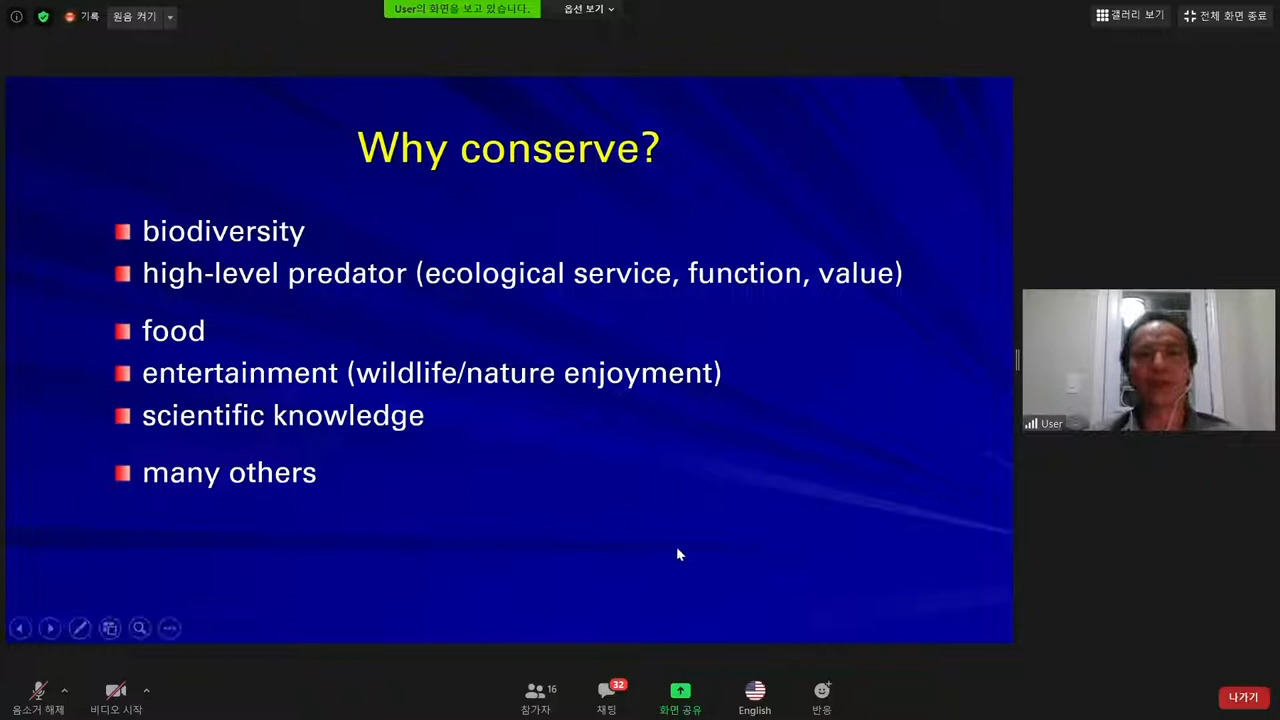 기록
원음 켜기
User의 화면을 보고 있습니다.
옵션 보기
갤러리 보기
전체 화면 종료
Why conserve?
biodiversity
high-level predator (ecological service, function, value)
food
entertainment (wildlife/nature enjoyment)
scientific knowledge
many others
User
음소거 해제
비디오 시작
16
참가자
32
채팅
화면 공유
English
반응
나가기